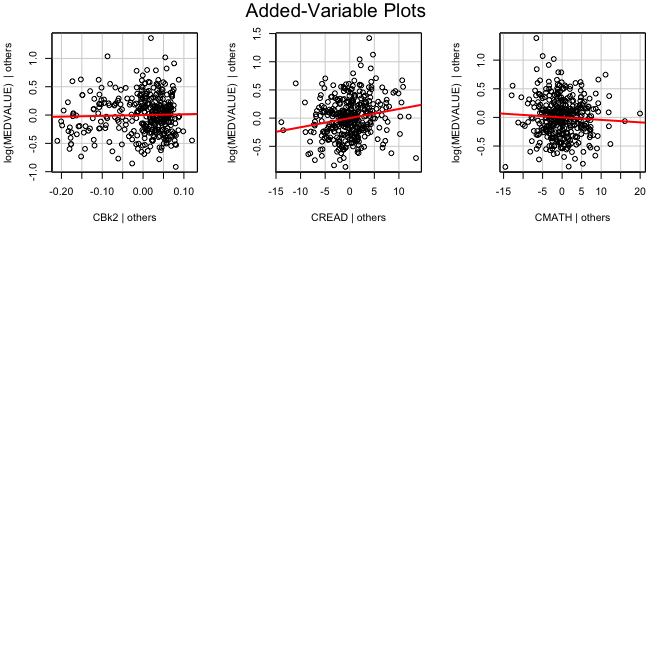 Added-Variable Plots
log(MEDVALUE) | others
-1.0 -0.5 0.0 0.5 1.0
-0.20 -0.10 0.00 0.10
CBk2 | others
log(MEDVALUE) | others
-0.5 0.0 0.5 1.0 1.5
-15 -10 -5 0 5 10
CREAD | others
log(MEDVALUE) | others
-0.5 0.0 0.5 1.0
-15 -5 0 5 10 20
CMATH | others